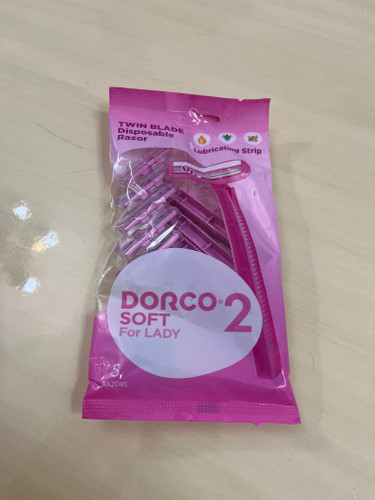 TWIN BLADE
Disposable
Razor
Lubricating Strip
DORCO® 2
SOFT
For LADY
5
RAZORS